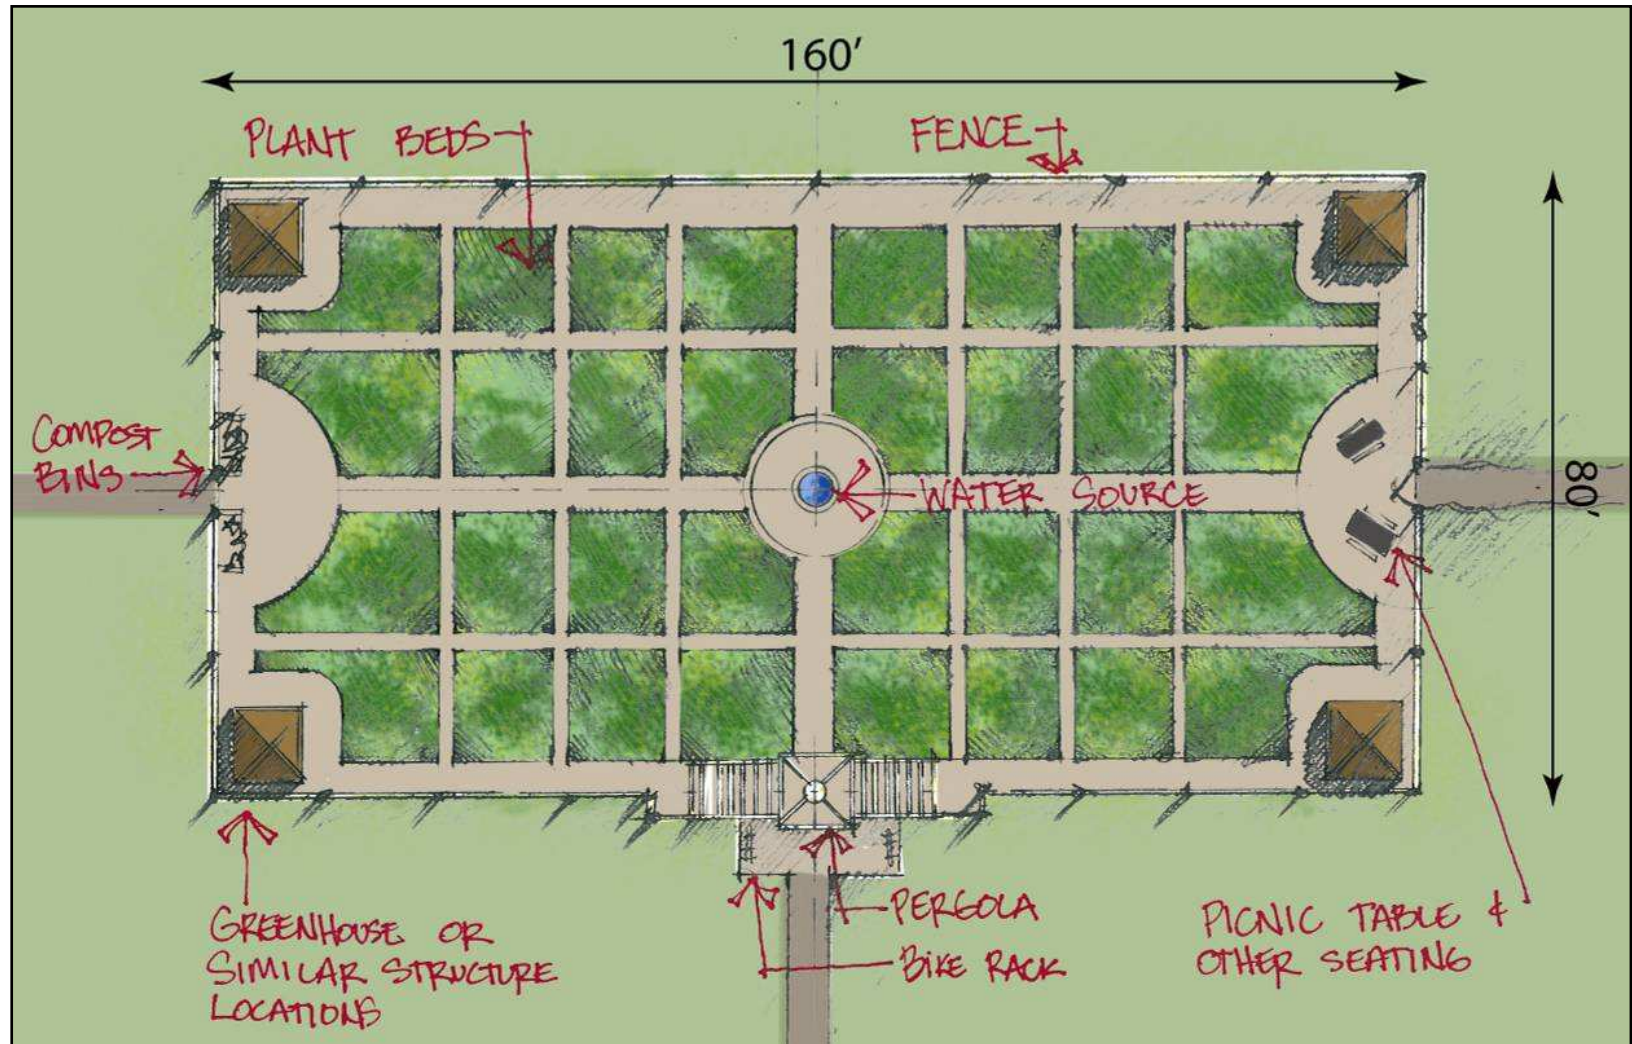 160'
PLANT BEDS
FENCE
COMPOST
BINS
WATER SOURCE
80'
PERGOLA
BIKE RACK
GREENHOUSE OR
SIMILAR STRUCTURE
LOCATIONS
PICNIC TABLE &
OTHER SEATING